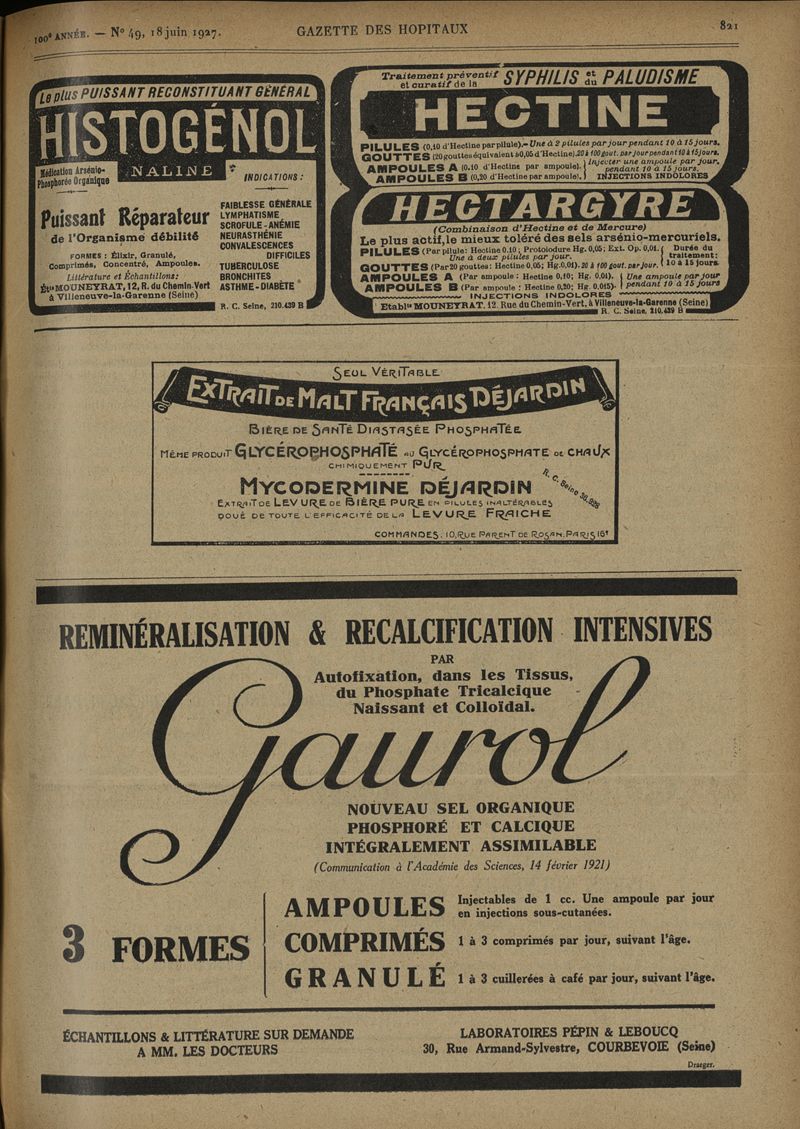 100e ANNÉE. — No 49, 18 juin 1927.
GAZETTE DES HOPITAUX
821
Le plus PUISSANT RECONSTITUANT GÉNÉRAL
HISTOGÉNOL
Médication Arsénio-
Phosphorée Organique
NALINE
INDICATIONS :
Puissant Réparateur
de l'Organisme débilité
FORMES : Élixir, Granulé,
Comprimés, Concentré, Ampoules.
Littérature et Échantillons:
Éts MOUNEYRAT, 12, R. du Chemin-Vert
à Villeneuve-la-Garenne (Seine)
FAIBLESSE GÉNÉRALE
LYMPHATISME
SCROFULE - ANÉMIE
NEURASTHÉNIE
CONVALESCENCES
DIFFICILES
TUBERCULOSE
BRONCHITES
ASTHME - DIABÈTE
R. C. Seine, 210.439 B
Traitement préventif et curatif de la SYPHILIS et du PALUDISME
HECTINE
PILULES (0,10 d'Hectine par pilule).- Une à 2 pilules par jour pendant 10 à 15 jours.
GOUTTES (20 gouttes équivalent à 0,05 d'Hectine). 20 à 100 gout. par jour pendant 10 à 15 jours.
AMPOULES A (0,10 d'Hectine par ampoule). Injecter une ampoule par jour.
AMPOULES B (0,20 d'Hectine par ampoule). pendant 10 à 15 jours.
INJECTIONS INDOLORES
HECTARGYRE
(Combinaison d'Hectine et de Mercure)
Le plus actif, le mieux toléré des sels arsénio-mercuriels.
PILULES (Par pilule: Hectine 0.10; Protoiodure Hg. 0,05; Ext. Op. 0,01.
Une à deux pilules par jour.
GOUTTES (Par 20 gouttes: Hectine 0,05; Hg. 0,01). 20 à 100 gout. par jour.
Durée du
traitement:
10 à 15 jours
AMPOULES A (Par ampoule : Hectine 0,10; Hg. 0,01).
AMPOULES B (Par ampoule : Hectine 0,20; Hg. 0,015).
Une ampoule par jour
pendant 10 à 15 jours
INJECTIONS INDOLORES
Etablts MOUNEYRAT. 12. Rue du Chemin-Vert, à Villeneuve-la-Garenne (Seine)
R. C. Seine, 210.439 B
SEUL VÉRITABLE
EXTRAIT DE MALT FRANÇAIS DÉJARDIN
BIÈRE DE SANTÉ DIASTASÉE PHOSPHATÉE
MÊME PRODUIT GLYCÉROPHOSPHATÉ AU GLYCÉROPHOSPHATE DE CHAUX
CHIMIQUEMENT PUR
MYCODERMINE DÉJARDIN
R. C. Seine 30.926
EXTRAIT DE LEVURE DE BIÈRE PURE EN PILULES INALTÉRABLES
DOUÉ DE TOUTE L'EFFICACITÉ DE LA LEVURE FRAICHE
COMMANDES : 10, RUE PARENT DE ROSAN. PARIS 16e
REMINÉRALISATION & RECALCIFICATION INTENSIVES
PAR
Autofixation, dans les Tissus,
du Phosphate Tricalcique
Naissant et Colloïdal.
Gaurol
NOUVEAU SEL ORGANIQUE
PHOSPHORÉ ET CALCIQUE
INTÉGRALEMENT ASSIMILABLE
(Communication à l'Académie des Sciences, 14 février 1921)
3 FORMES
AMPOULES Injectables de 1 cc. Une ampoule par jour
en injections sous-cutanées.
COMPRIMÉS 1 à 3 comprimés par jour, suivant l'âge.
GRANULÉ 1 à 3 cuillerées à café par jour, suivant l'âge.
ÉCHANTILLONS & LITTÉRATURE SUR DEMANDE
A MM. LES DOCTEURS
LABORATOIRES PÉPIN & LEBOUCQ
30, Rue Armand-Sylvestre, COURBEVOIE (Seine)
Draeger.